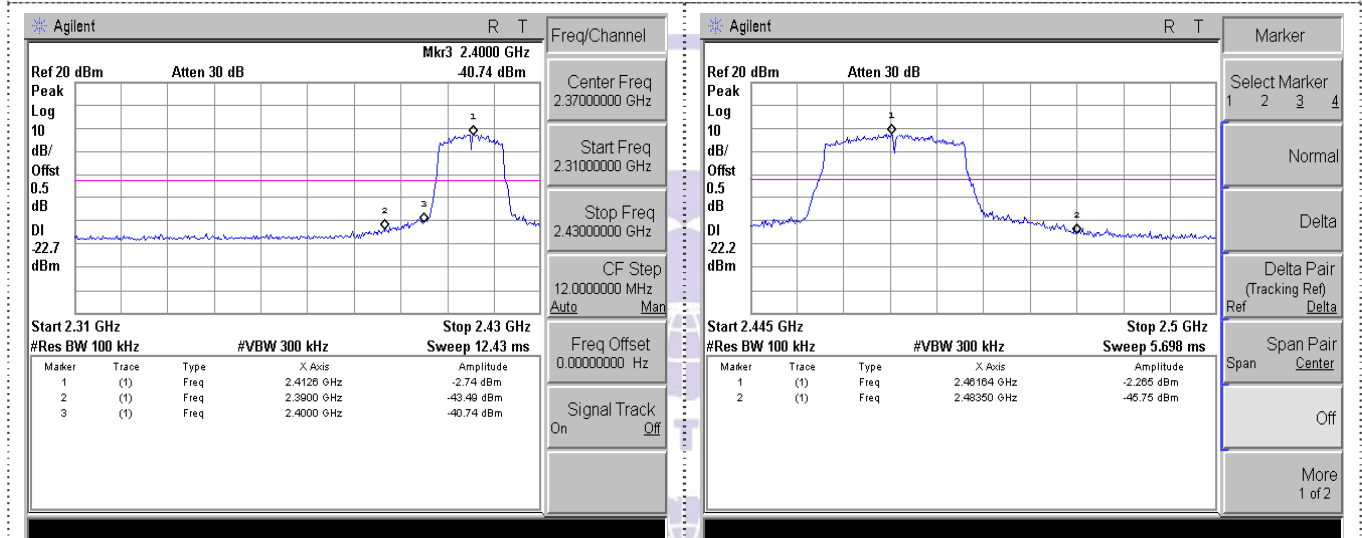 Agilent R T
Freq/Channel
Mkr3 2.4000 GHz
Ref 20 dBm Atten 30 dB -40.74 dBm
Peak
Log
10
dB/
Offst
0.5
dB
DI
-22.7
dBm
1
2
3
Start 2.31 GHz Stop 2.43 GHz
#Res BW 100 kHz #VBW 300 kHz Sweep 12.43 ms
Marker Trace Type X Axis Amplitude
1 (1) Freq 2.4126 GHz -2.74 dBm
2 (1) Freq 2.3900 GHz -43.49 dBm
3 (1) Freq 2.4000 GHz -40.74 dBm
Center Freq
2.37000000 GHz
Start Freq
2.31000000 GHz
Stop Freq
2.43000000 GHz
CF Step
12.0000000 MHz
Auto Man
Freq Offset
0.00000000 Hz
Signal Track
On Off
Agilent R T
Marker
Ref 20 dBm Atten 30 dB
Peak
Log
10
dB/
Offst
0.5
dB
DI
-22.2
dBm
1
2
Start 2.445 GHz Stop 2.5 GHz
#Res BW 100 kHz #VBW 300 kHz Sweep 5.698 ms
Marker Trace Type X Axis Amplitude
1 (1) Freq 2.46164 GHz -2.265 dBm
2 (1) Freq 2.48350 GHz -45.75 dBm
Select Marker
1 2 3 4
Normal
Delta
Delta Pair
(Tracking Ref)
Ref Delta
Span Pair
Span Center
Off
More
1 of 2